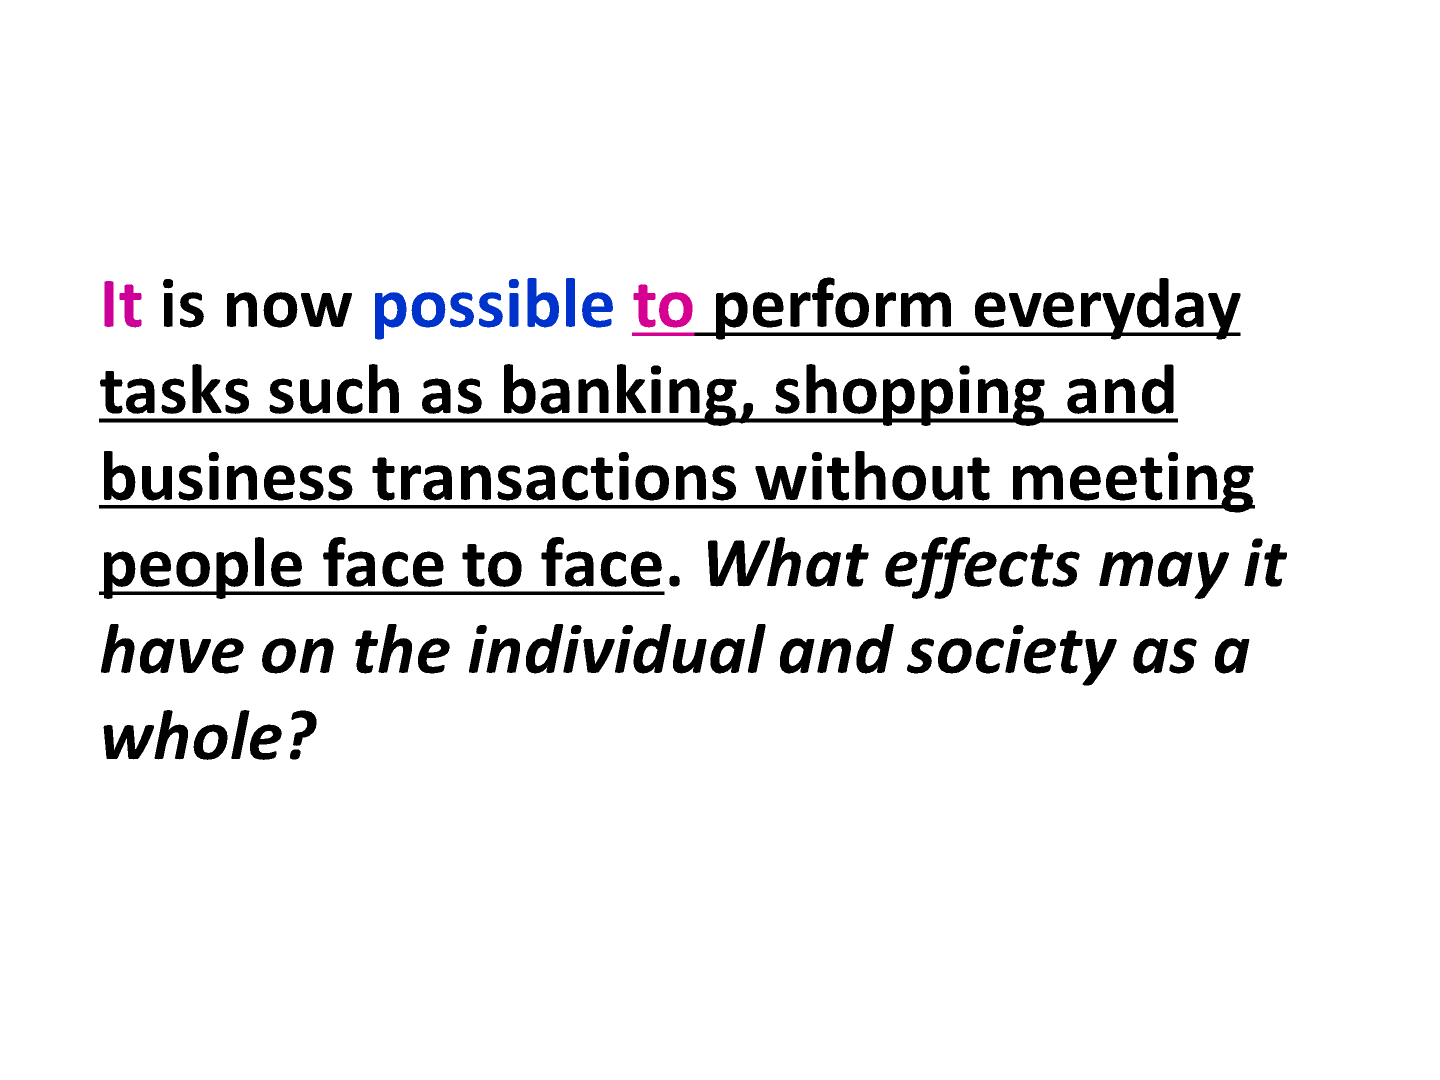 It is now possible to perform everyday
tasks such as banking, shopping and
business transactions without meeting
people face to face. What effects may it
have on the individual and society as a
whole?